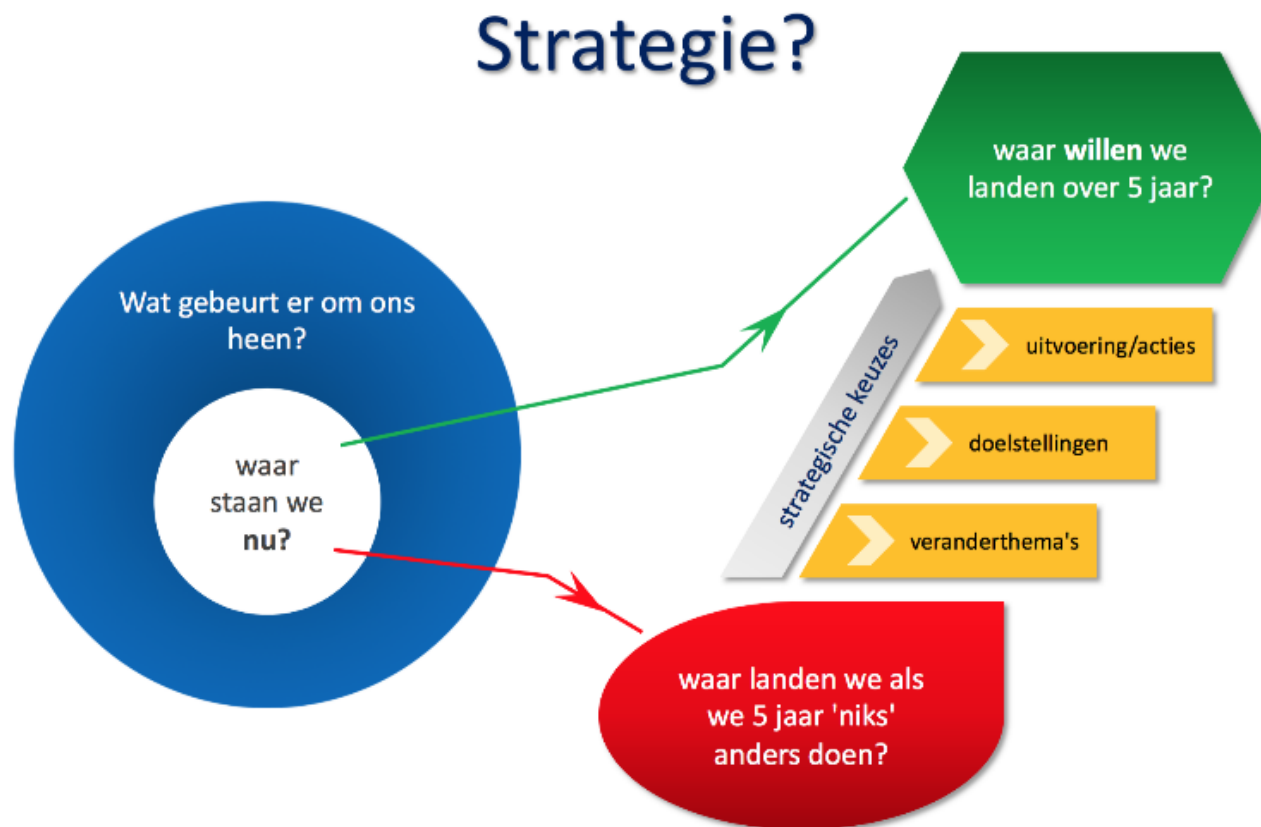 Strategie?
waar willen we
landen over 5 jaar?
Wat gebeurt er om ons
heen?
waar
staan we
nu?
strategische keuzes
uitvoering/acties
doelstellingen
veranderthema's
waar landen we als
we 5 jaar 'niks'
anders doen?